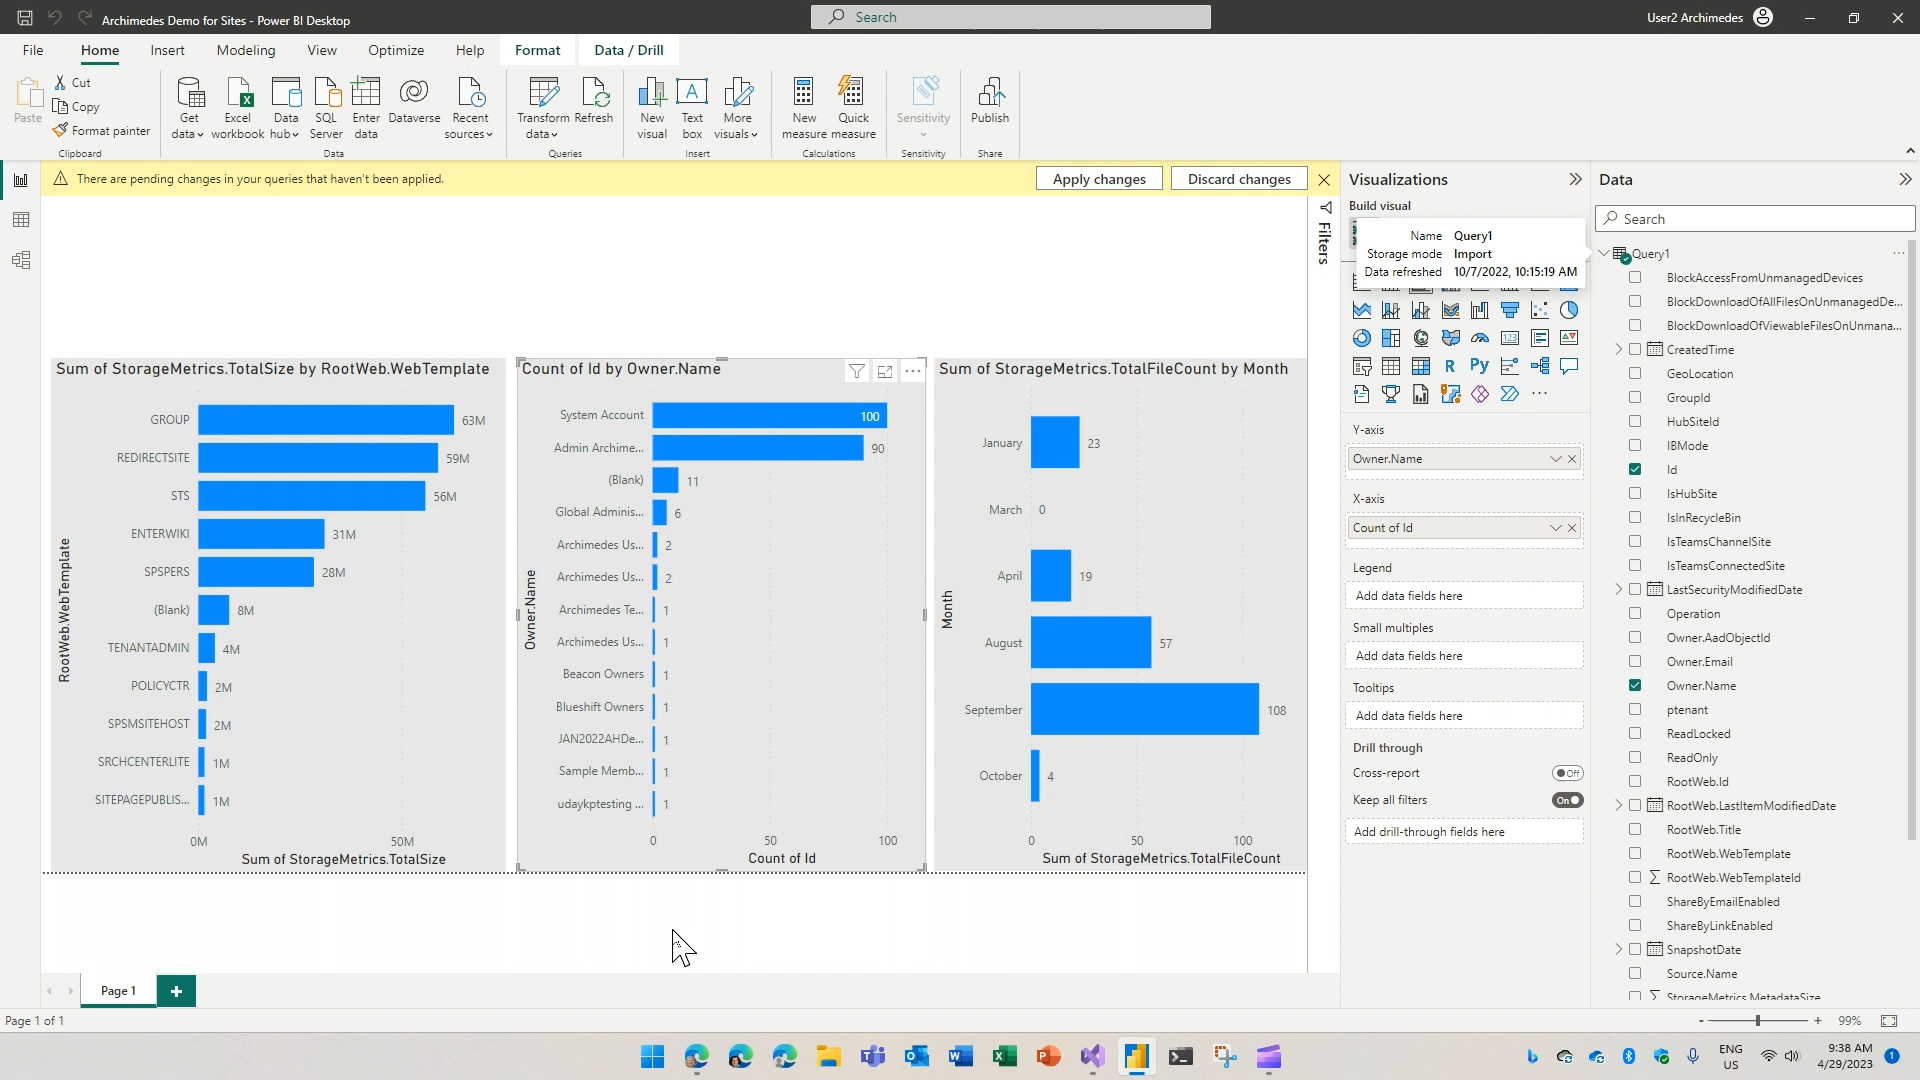 Archimedes Demo for Sites - Power BI Desktop
Search
User2 Archimedes
File
Home
Insert
Modeling
View
Optimize
Help
Format
Data / Drill
Paste
Cut
Copy
Format painter
Clipboard
Get data
Excel workbook
Data hub
SQL Server
Enter data
Dataverse
Recent sources
Data
Transform data
Refresh
Queries
New visual
Text box
More visuals
Insert
New measure
Quick measure
Calculations
Sensitivity
Sensitivity
Publish
Share
There are pending changes in your queries that haven't been applied.
Apply changes
Discard changes
Filters
Sum of StorageMetrics.TotalSize by RootWeb.WebTemplate
RootWeb.WebTemplate
GROUP 63M
REDIRECTSITE 59M
STS 56M
ENTERWIKI 31M
SPSPERS 28M
(Blank) 8M
TENANTADMIN 4M
POLICYCTR 2M
SPSMSITEHOST 2M
SRCHCENTERLITE 1M
SITEPAGEPUBLIS... 1M
0M 50M
Sum of StorageMetrics.TotalSize
Count of Id by Owner.Name
Owner.Name
System Account 100
Admin Archime... 90
(Blank) 11
Global Adminis... 6
Archimedes Us... 2
Archimedes Us... 2
Archimedes Te... 1
Archimedes Us... 1
Beacon Owners 1
Blueshift Owners 1
JAN2022AHDe... 1
Sample Memb... 1
udaykptesting ... 1
0 50 100
Count of Id
Sum of StorageMetrics.TotalFileCount by Month
Month
January 23
March 0
April 19
August 57
September 108
October 4
0 50 100
Sum of StorageMetrics.TotalFileCount
Page 1
Page 1 of 1
Visualizations
Build visual
Name Query1
Storage mode Import
Data refreshed 10/7/2022, 10:15:19 AM
123
R
Py
Y-axis
Owner.Name
X-axis
Count of Id
Legend
Add data fields here
Small multiples
Add data fields here
Tooltips
Add data fields here
Drill through
Cross-report
Off
Keep all filters
On
Add drill-through fields here
Data
Search
Query1
BlockAccessFromUnmanagedDevices
BlockDownloadOfAllFilesOnUnmanagedDe...
BlockDownloadOfViewableFilesOnUnmana...
CreatedTime
GeoLocation
GroupId
HubSiteId
IBMode
Id
IsHubSite
IsInRecycleBin
IsTeamsChannelSite
IsTeamsConnectedSite
LastSecurityModifiedDate
Operation
Owner.AadObjectId
Owner.Email
Owner.Name
ptenant
ReadLocked
ReadOnly
RootWeb.Id
RootWeb.LastItemModifiedDate
RootWeb.Title
RootWeb.WebTemplate
RootWeb.WebTemplateId
ShareByEmailEnabled
ShareByLinkEnabled
SnapshotDate
Source.Name
StorageMetrics.MetadataSize
99%
ENG
US
9:38 AM
4/29/2023
1